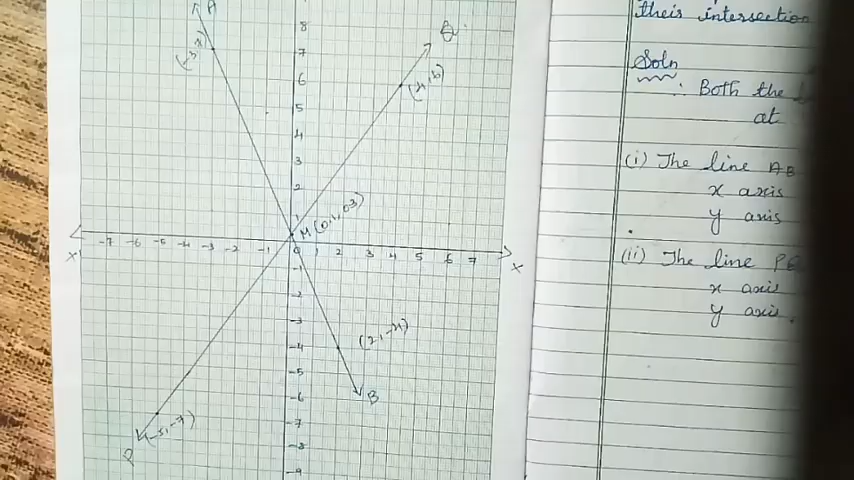 A
8
Q
7
(-3,7)
6
(4,6)
5
4
3
2
1
M (0.1,0.3)
-7 -6 -5 -4 -3 -2 -1 0 1 2 3 4 5 6 7
X'
X
-1
-2
-3
(2,-4)
-4
-5
-6
B
-7
(-5,-7)
P
-8
-9
their intersection
Soln
: Both the
at
(i) The line AB
x axis
y axis
(ii) The line
x axis
y axis.